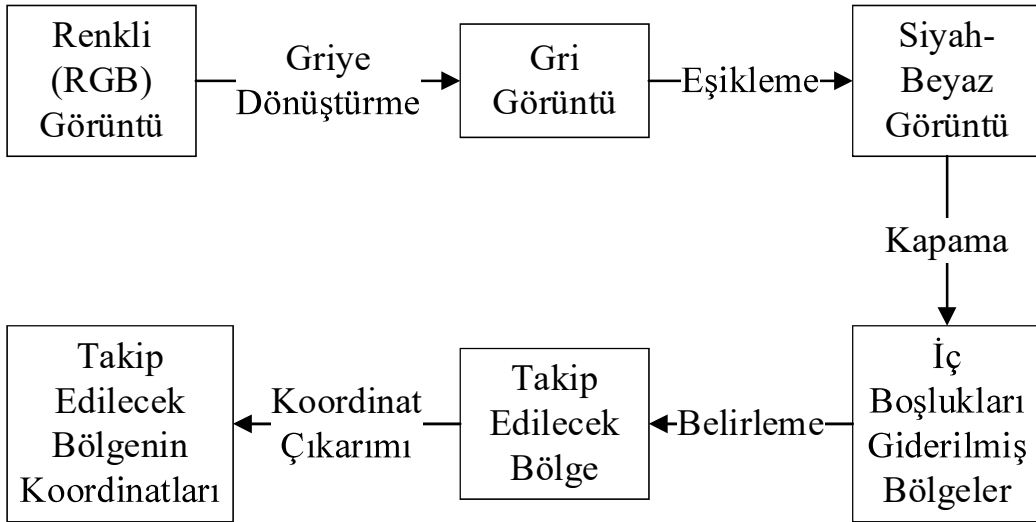 Renkli
(RGB)
Görüntü
Griye
Dönüştürme
Gri
Görüntü
Eşikleme
Siyah-
Beyaz
Görüntü
Kapama
İç
Boşlukları
Giderilmiş
Bölgeler
Belirleme
Takip
Edilecek
Bölge
Koordinat
Çıkarımı
Takip
Edilecek
Bölgenin
Koordinatları